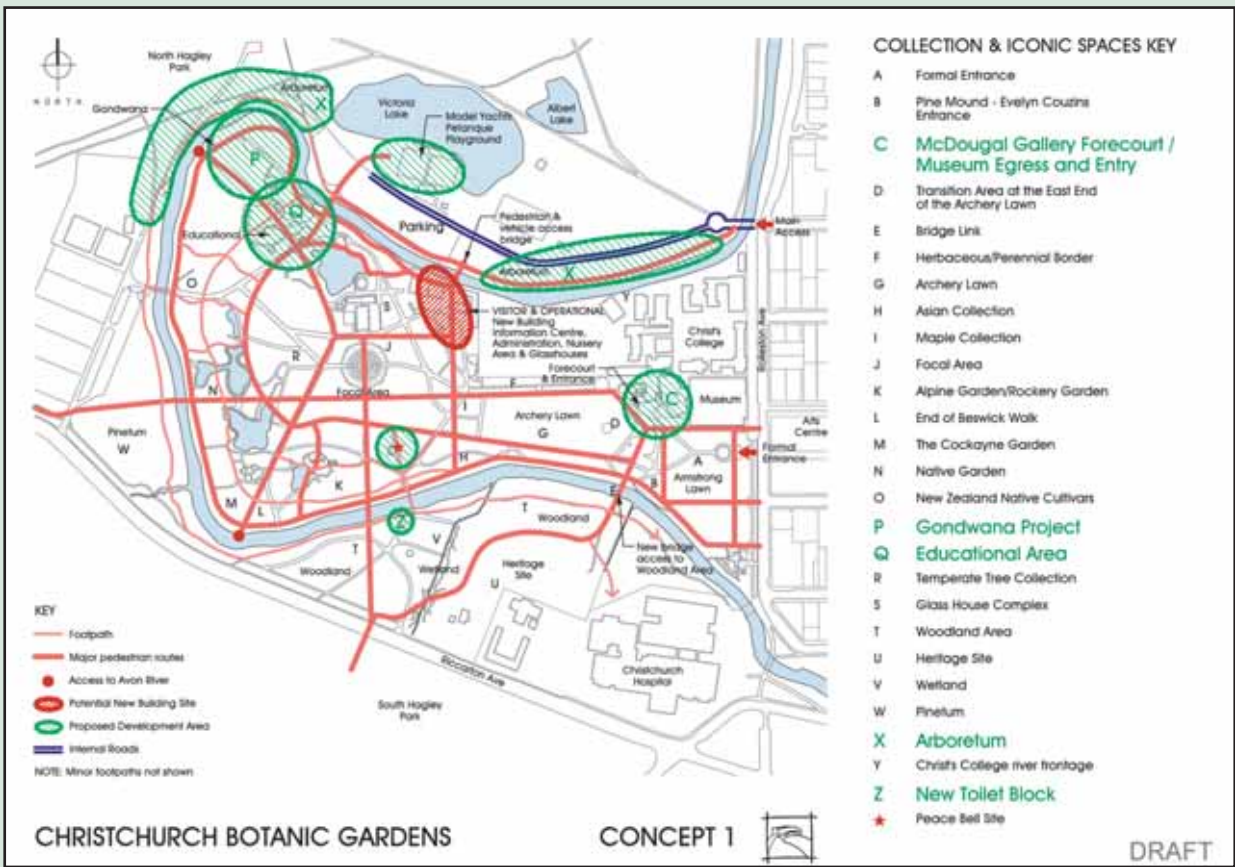 North Hagley
Park
NORTH
Arboretum
X
Gondwana
P
Victoria
Lake
Albert
Lake
Model Yachts
Petanque
Playground
Q
Educational
Parking
Pedestrian &
vehicle access
bridge
Main
Access
Arboretum
X
Y
O
S
VISITOR & OPERATIONAL
New Building
Information Centre,
Administration, Nursery
Area & Glasshouses
Christ's
College
Rolleston Ave
R
J
Forecourt
& Entrance
C
Museum
N
Focal Area
F
I
Archery Lawn
G
D
Arts
Centre
Pinetum
W
Formal
Entrance
A
Armstrong
Lawn
H
B
K
E
M
L
Z
T
Woodland
T
Woodland
V
Wetland
Heritage
Site
U
New bridge
access to
Woodland Area
Christchurch
Hospital
Riccarton Ave
South Hagley
Park
KEY
Footpath
Major pedestrian routes
Access to Avon River
Potential New Building Site
Proposed Development Area
Internal Roads
NOTE: Minor footpaths not shown
COLLECTION & ICONIC SPACES KEY
A Formal Entrance
B Pine Mound - Evelyn Couzins
Entrance
C McDougal Gallery Forecourt /
Museum Egress and Entry
D Transition Area at the East End
of the Archery Lawn
E Bridge Link
F Herbaceous/Perennial Border
G Archery Lawn
H Asian Collection
I Maple Collection
J Focal Area
K Alpine Garden/Rockery Garden
L End of Beswick Walk
M The Cockayne Garden
N Native Garden
O New Zealand Native Cultivars
P Gondwana Project
Q Educational Area
R Temperate Tree Collection
S Glass House Complex
T Woodland Area
U Heritage Site
V Wetland
W Pinetum
X Arboretum
Y Christ's College river frontage
Z New Toilet Block
★ Peace Bell Site
CHRISTCHURCH BOTANIC GARDENS
CONCEPT 1
DRAFT